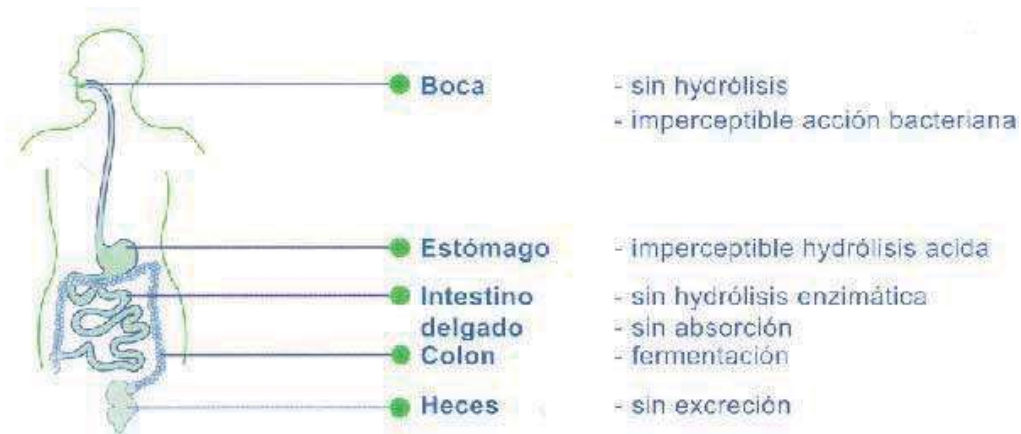 Boca - sin hydrólisis
- imperceptible acción bacteriana
Estómago - imperceptible hydrólisis acida
Intestino - sin hydrólisis enzimática
delgado - sin absorción
Colon - fermentación
Heces - sin excreción